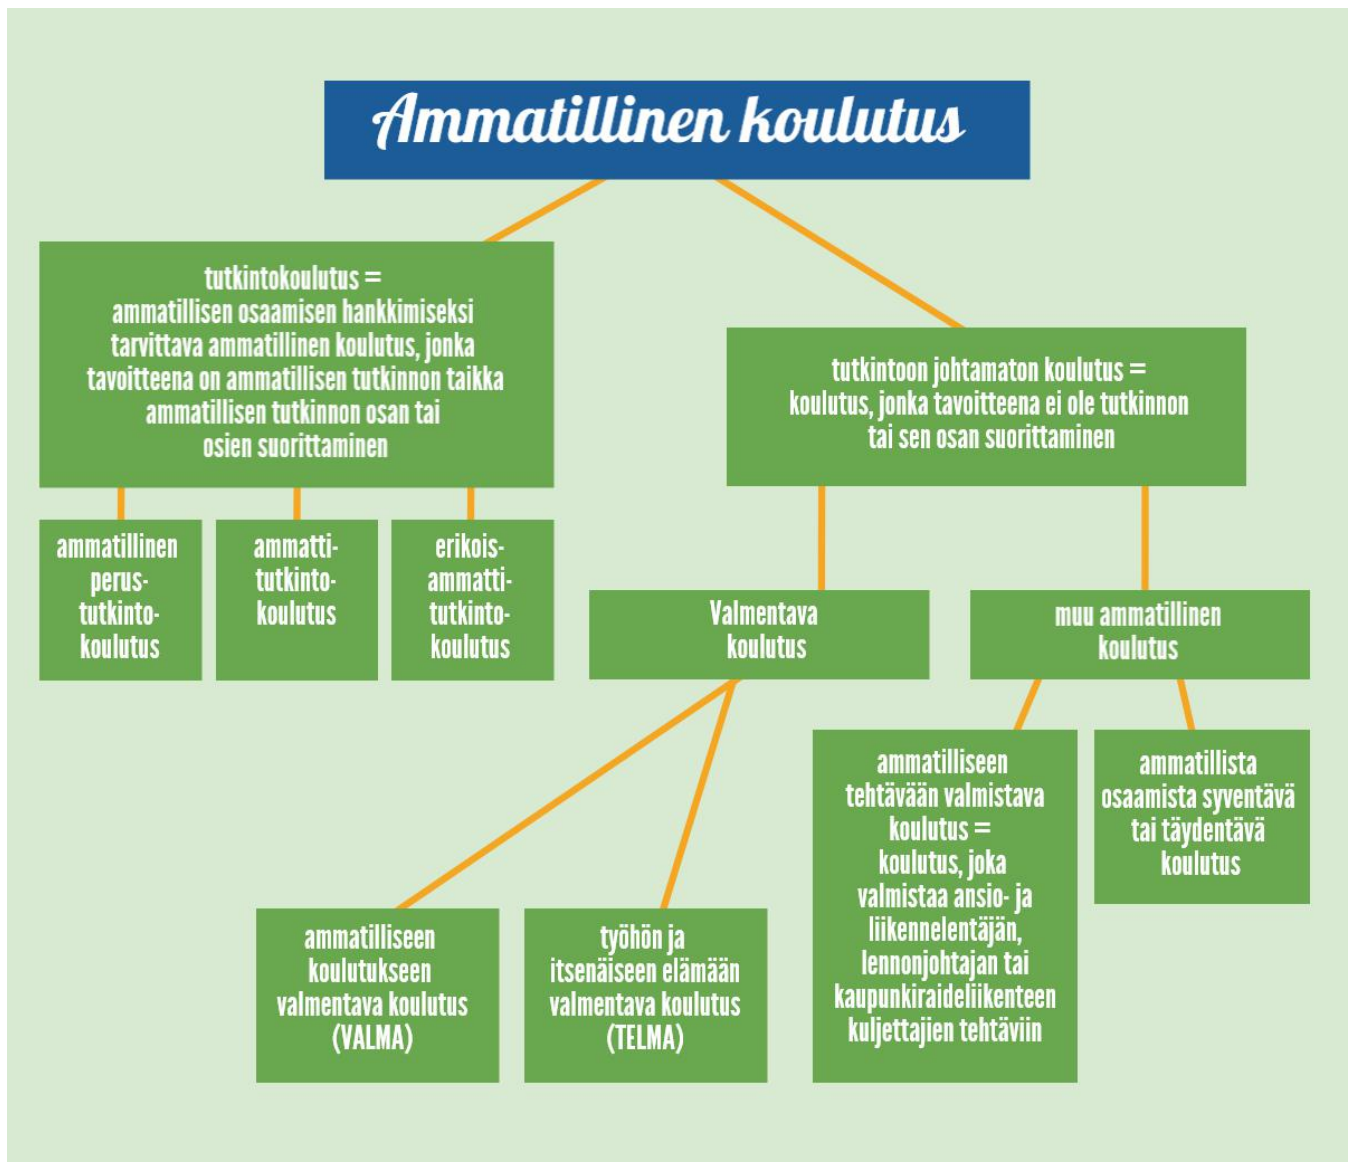 Ammatillinen koulutus
tutkintokoulutus =
ammatillisen osaamisen hankkimiseksi
tarvittava ammatillinen koulutus, jonka
tavoitteena on ammatillisen tutkinnon taikka
ammatillisen tutkinnon osan tai
osien suorittaminen
tutkintoon johtamaton koulutus =
koulutus, jonka tavoitteena ei ole tutkinnon
tai sen osan suorittaminen
ammatillinen
perus-
tutkinto-
koulutus
ammatti-
tutkinto-
koulutus
erikois-
ammatti-
tutkinto-
koulutus
Valmentava
koulutus
muu ammatillinen
koulutus
ammatilliseen
koulutukseen
valmentava koulutus
(VALMA)
työhön ja
itsenäiseen elämään
valmentava koulutus
(TELMA)
ammatilliseen
tehtävään valmistava
koulutus =
koulutus, joka
valmistaa ansio- ja
liikennelentäjän,
lennonjohtajan tai
kaupunkiraideliikenteen
kuljettajien tehtäviin
ammatillista
osaamista syventävä
tai täydentävä
koulutus